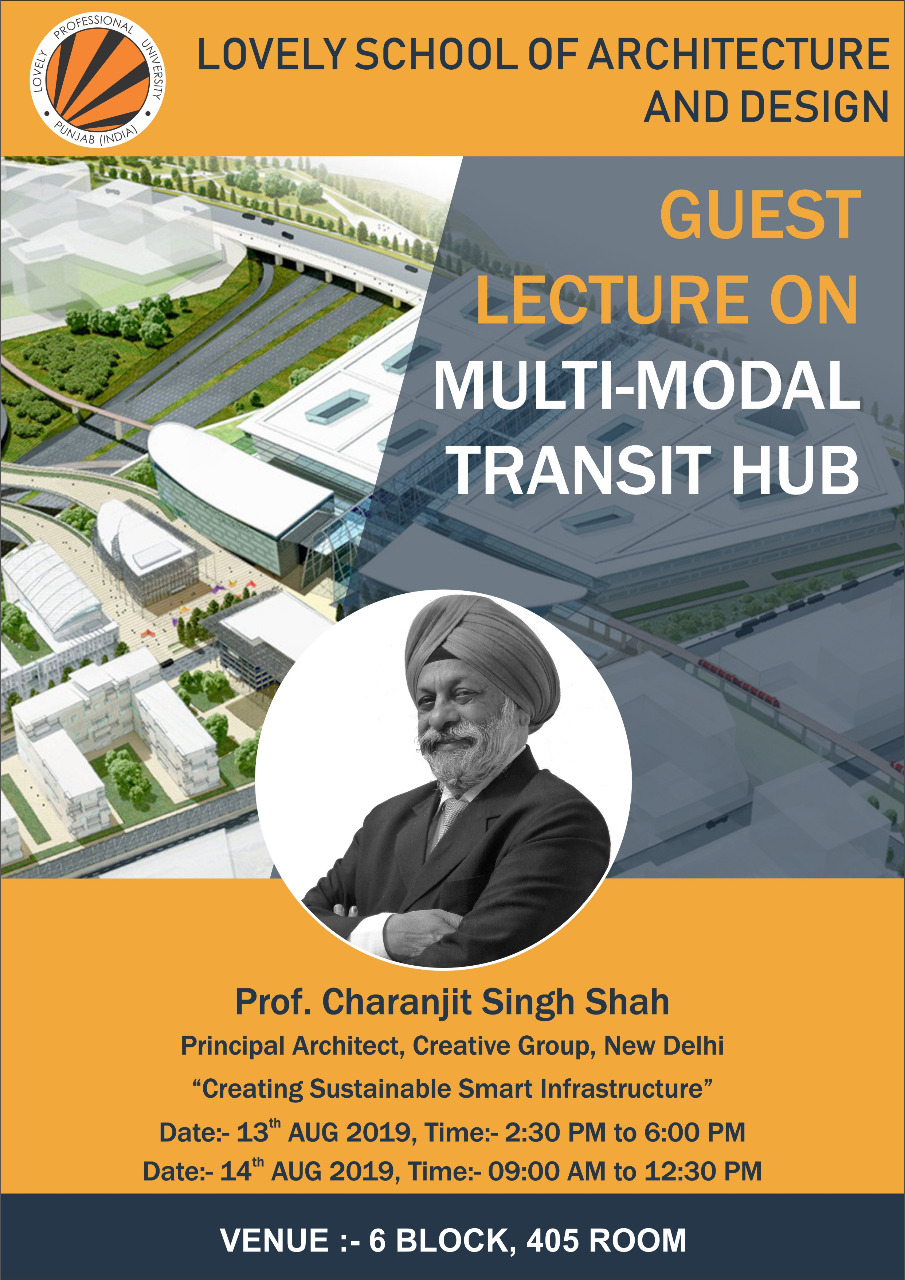 LOVELY PROFESSIONAL UNIVERSITY
PUNJAB (INDIA)
LOVELY SCHOOL OF ARCHITECTURE
AND DESIGN
GUEST
LECTURE ON
MULTI-MODAL
TRANSIT HUB
Prof. Charanjit Singh Shah
Principal Architect, Creative Group, New Delhi
“Creating Sustainable Smart Infrastructure”
Date:- 13th AUG 2019, Time:- 2:30 PM to 6:00 PM
Date:- 14th AUG 2019, Time:- 09:00 AM to 12:30 PM
VENUE :- 6 BLOCK, 405 ROOM